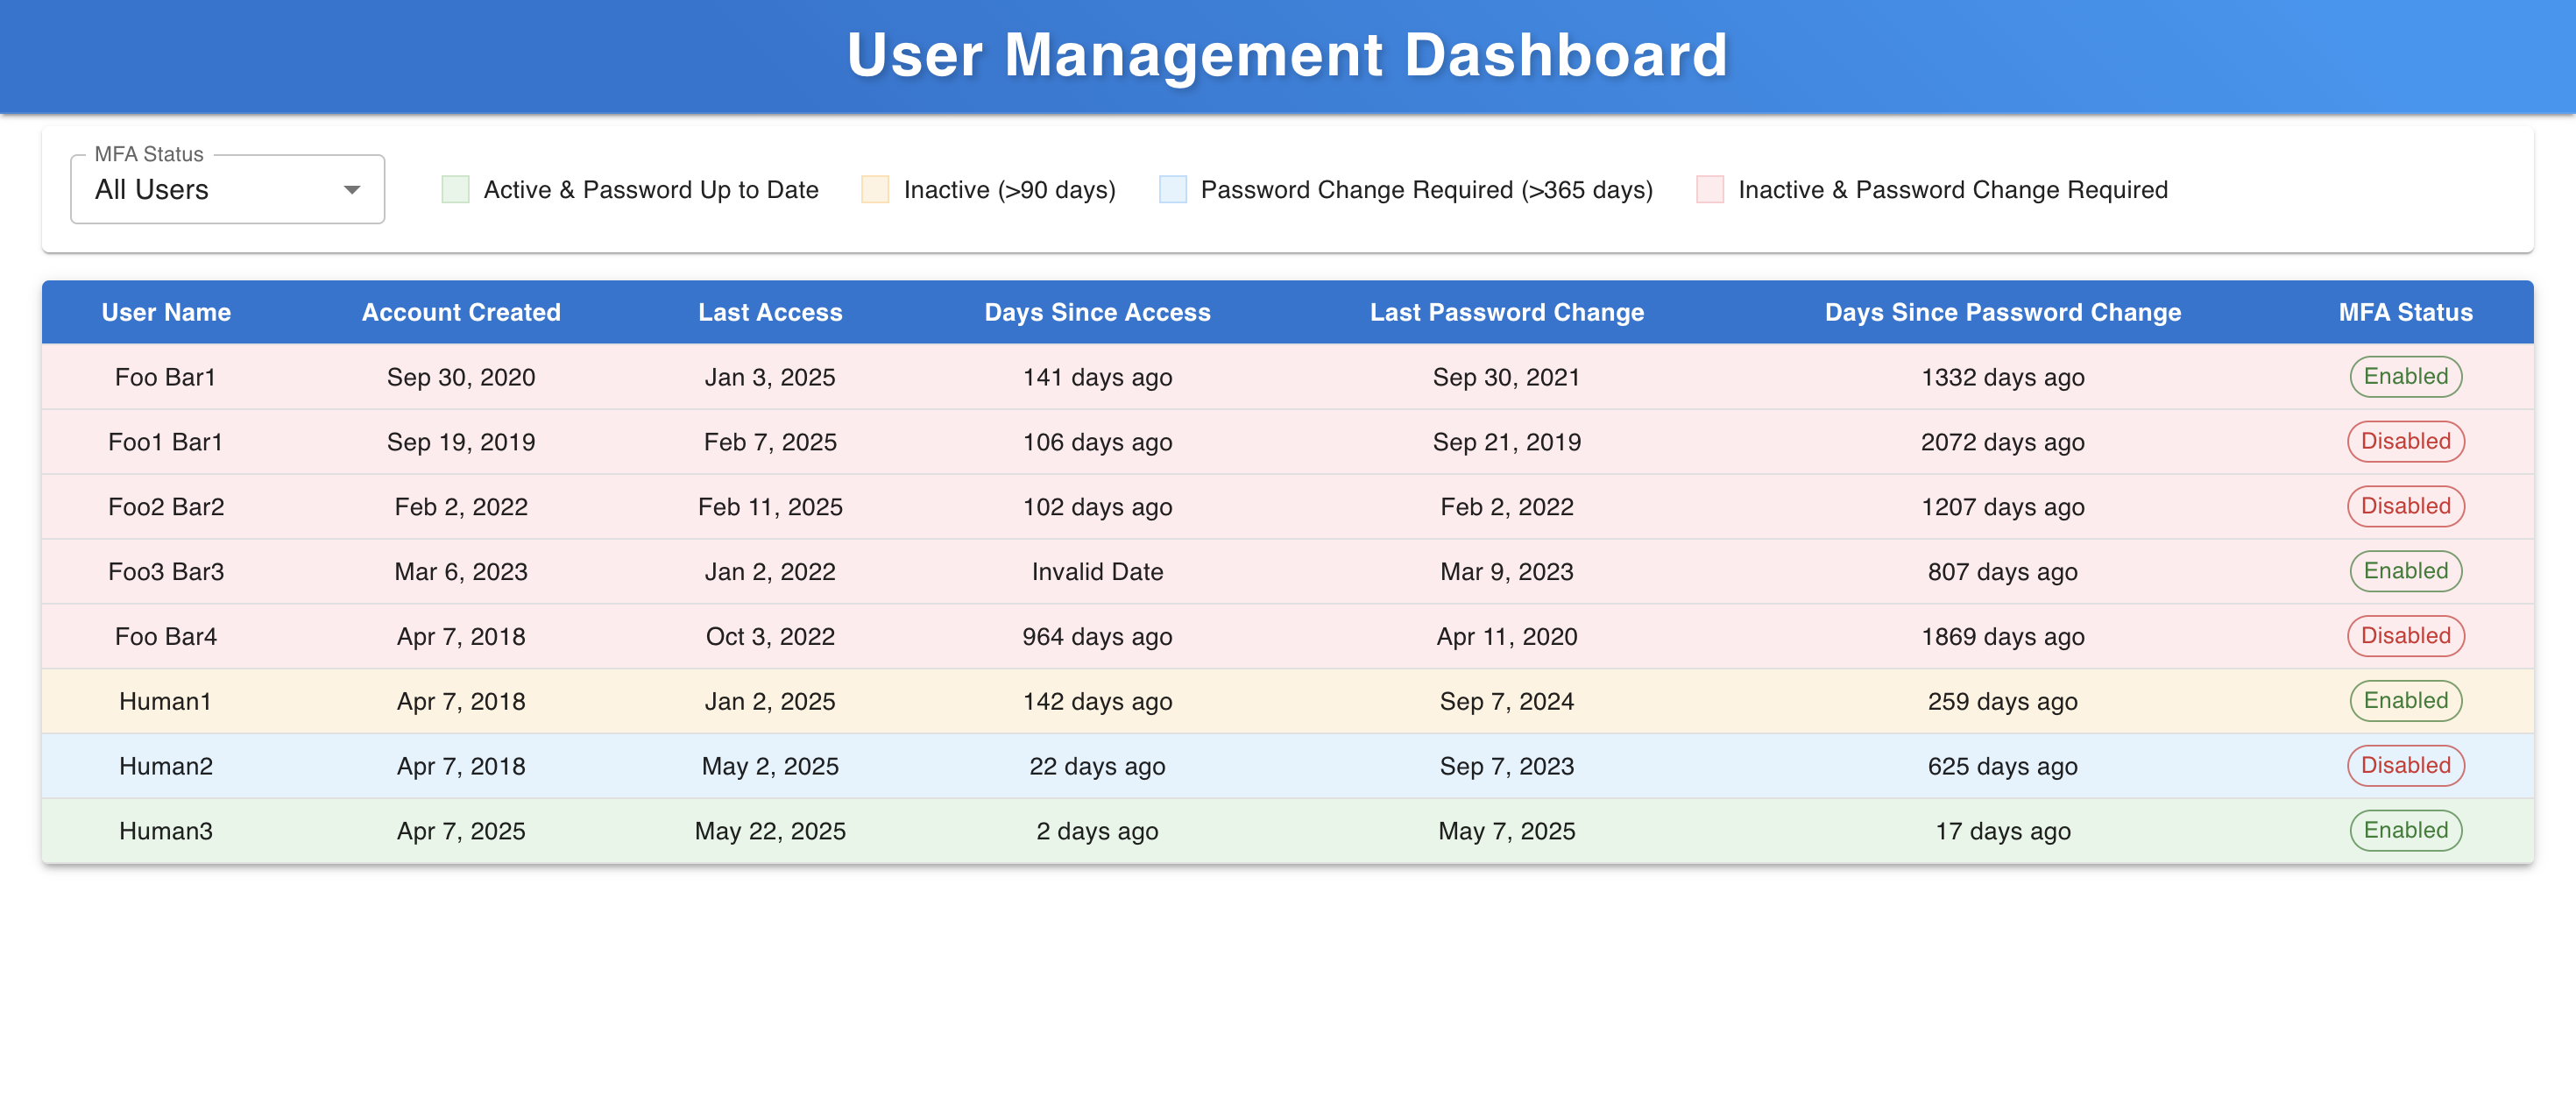 User Management Dashboard
MFA Status
All Users
Active & Password Up to Date
Inactive (>90 days)
Password Change Required (>365 days)
Inactive & Password Change Required
User Name Account Created Last Access Days Since Access Last Password Change Days Since Password Change MFA Status
Foo Bar1 Sep 30, 2020 Jan 3, 2025 141 days ago Sep 30, 2021 1332 days ago Enabled
Foo1 Bar1 Sep 19, 2019 Feb 7, 2025 106 days ago Sep 21, 2019 2072 days ago Disabled
Foo2 Bar2 Feb 2, 2022 Feb 11, 2025 102 days ago Feb 2, 2022 1207 days ago Disabled
Foo3 Bar3 Mar 6, 2023 Jan 2, 2022 Invalid Date Mar 9, 2023 807 days ago Enabled
Foo Bar4 Apr 7, 2018 Oct 3, 2022 964 days ago Apr 11, 2020 1869 days ago Disabled
Human1 Apr 7, 2018 Jan 2, 2025 142 days ago Sep 7, 2024 259 days ago Enabled
Human2 Apr 7, 2018 May 2, 2025 22 days ago Sep 7, 2023 625 days ago Disabled
Human3 Apr 7, 2025 May 22, 2025 2 days ago May 7, 2025 17 days ago Enabled